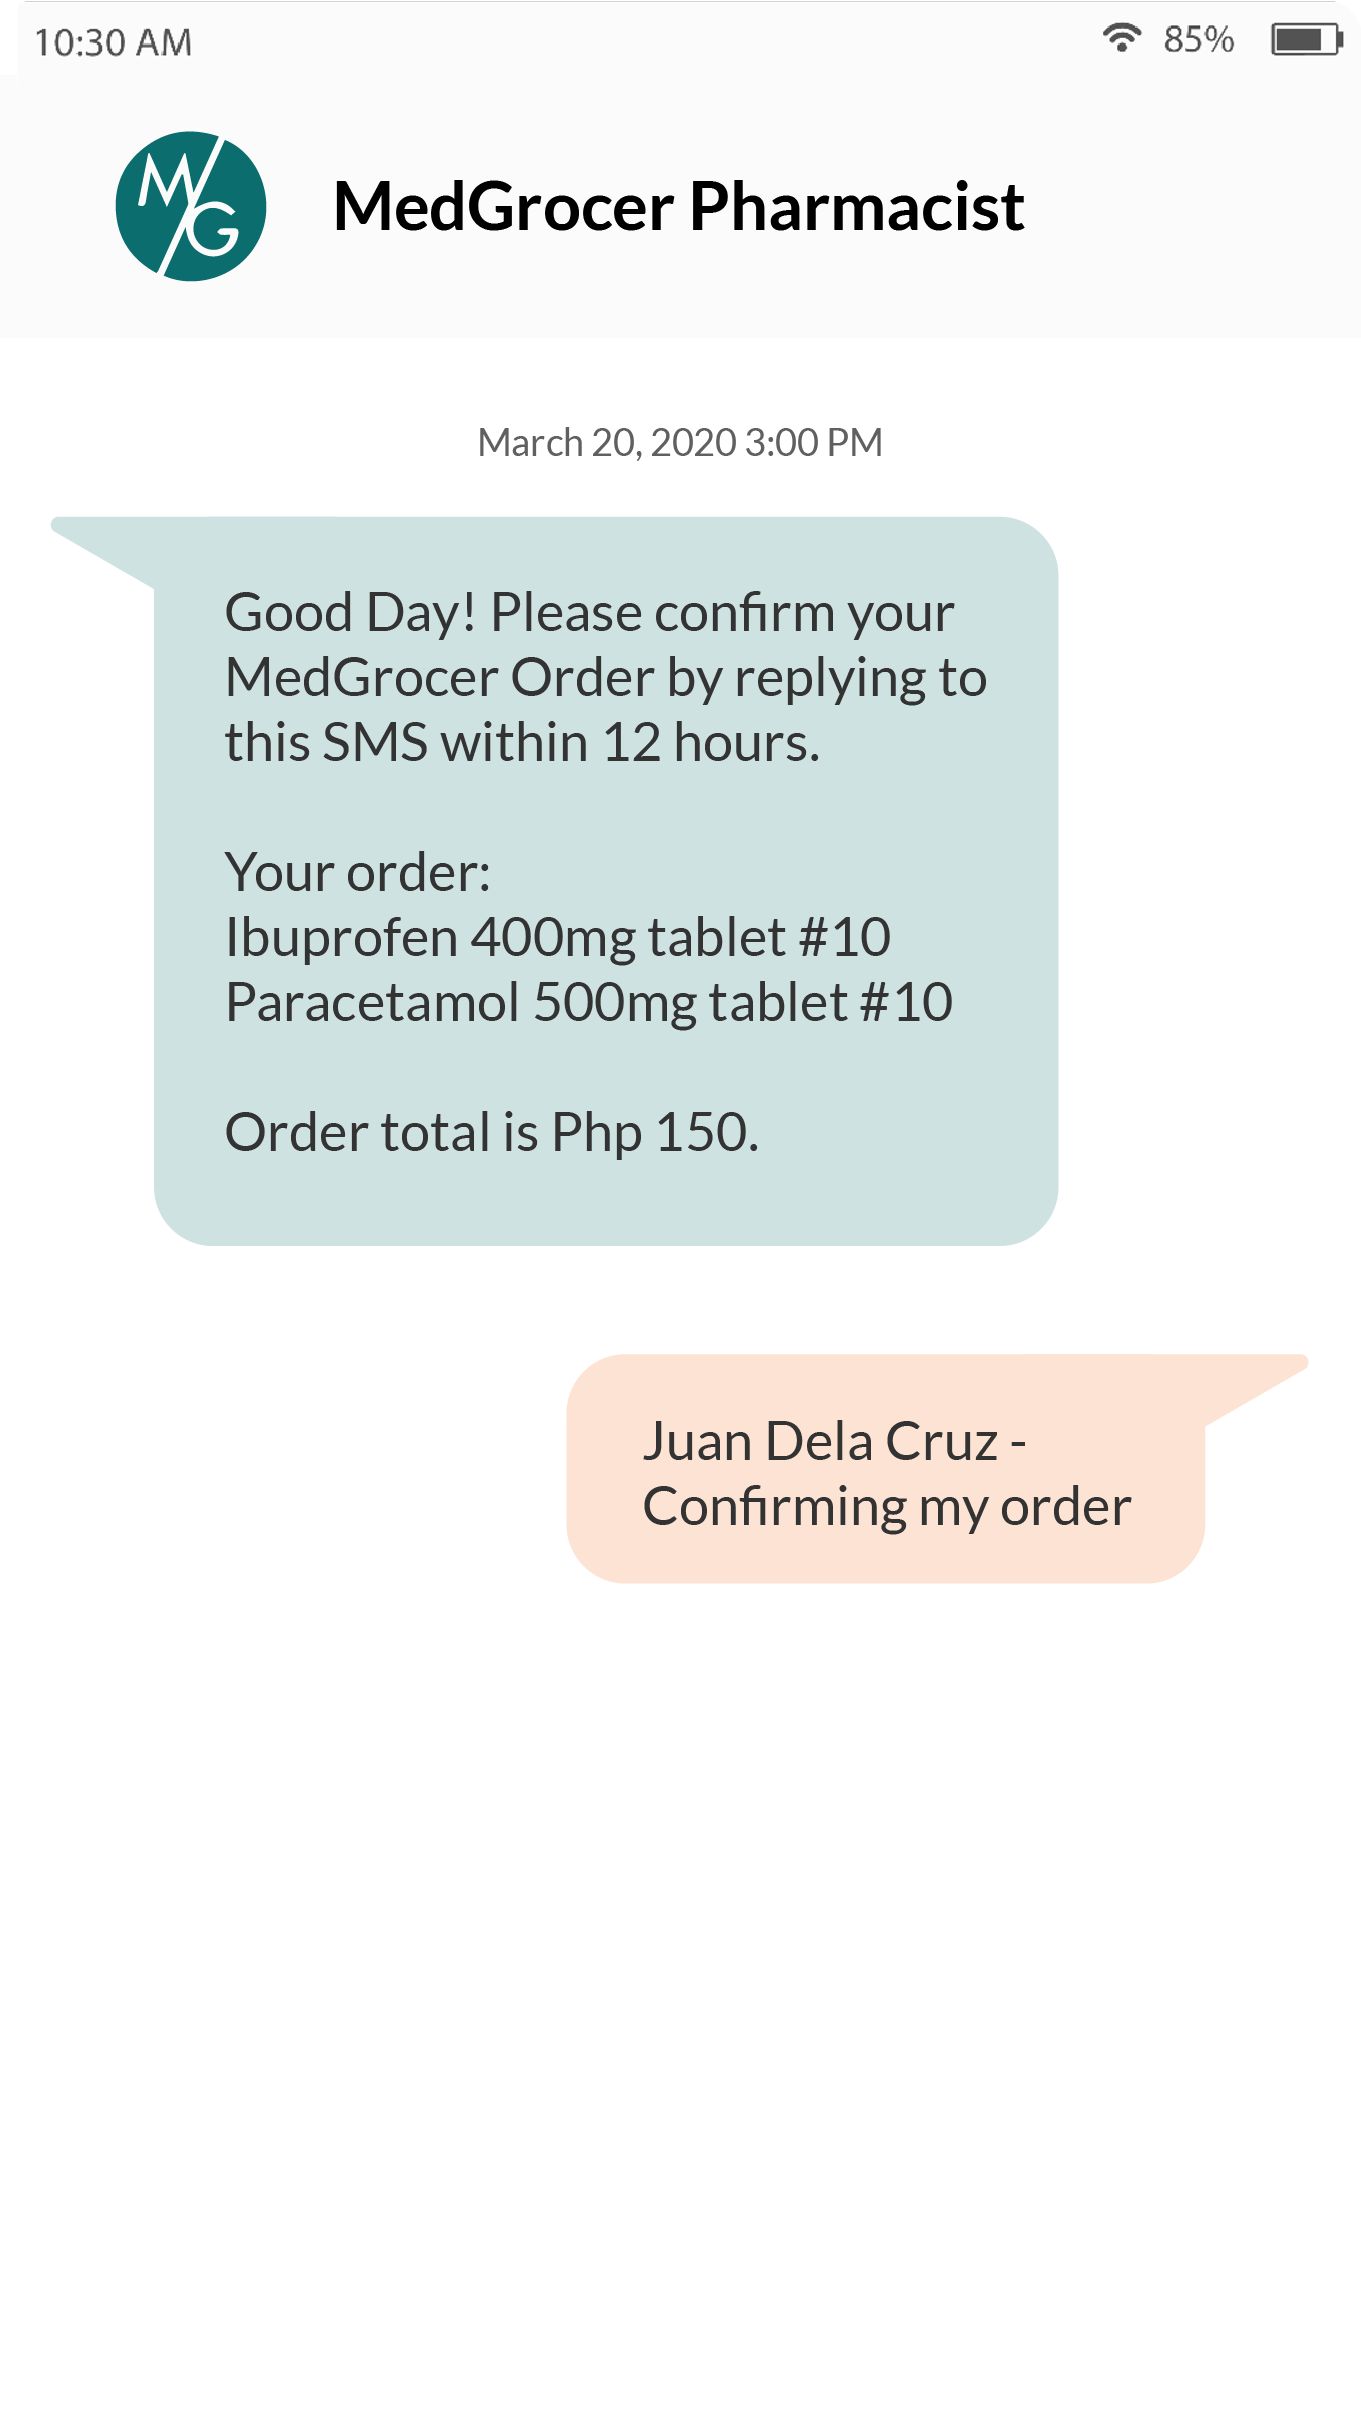 10:30 AM
85%
MG
MedGrocer Pharmacist
March 20, 2020 3:00 PM
Good Day! Please confirm your
MedGrocer Order by replying to
this SMS within 12 hours.
Your order:
Ibuprofen 400mg tablet #10
Paracetamol 500mg tablet #10
Order total is Php 150.
Juan Dela Cruz -
Confirming my order